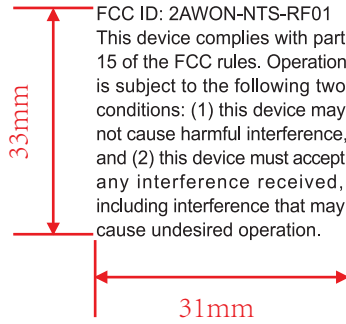 FCC ID: 2AWON-NTS-RF01
This device complies with part
15 of the FCC rules. Operation
is subject to the following two
conditions: (1) this device may
not cause harmful interference,
and (2) this device must accept
any interference received,
including interference that may
cause undesired operation.
33mm
31mm